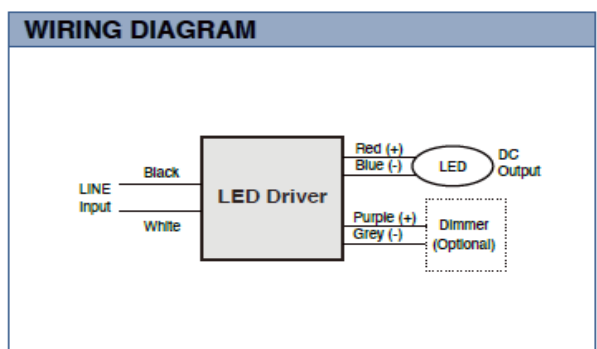 WIRING DIAGRAM
LINE
Input
Black
White
LED Driver
Red (+)
Blue (-)
LED
DC
Output
Purple (+)
Grey (-)
Dimmer
(Optional)